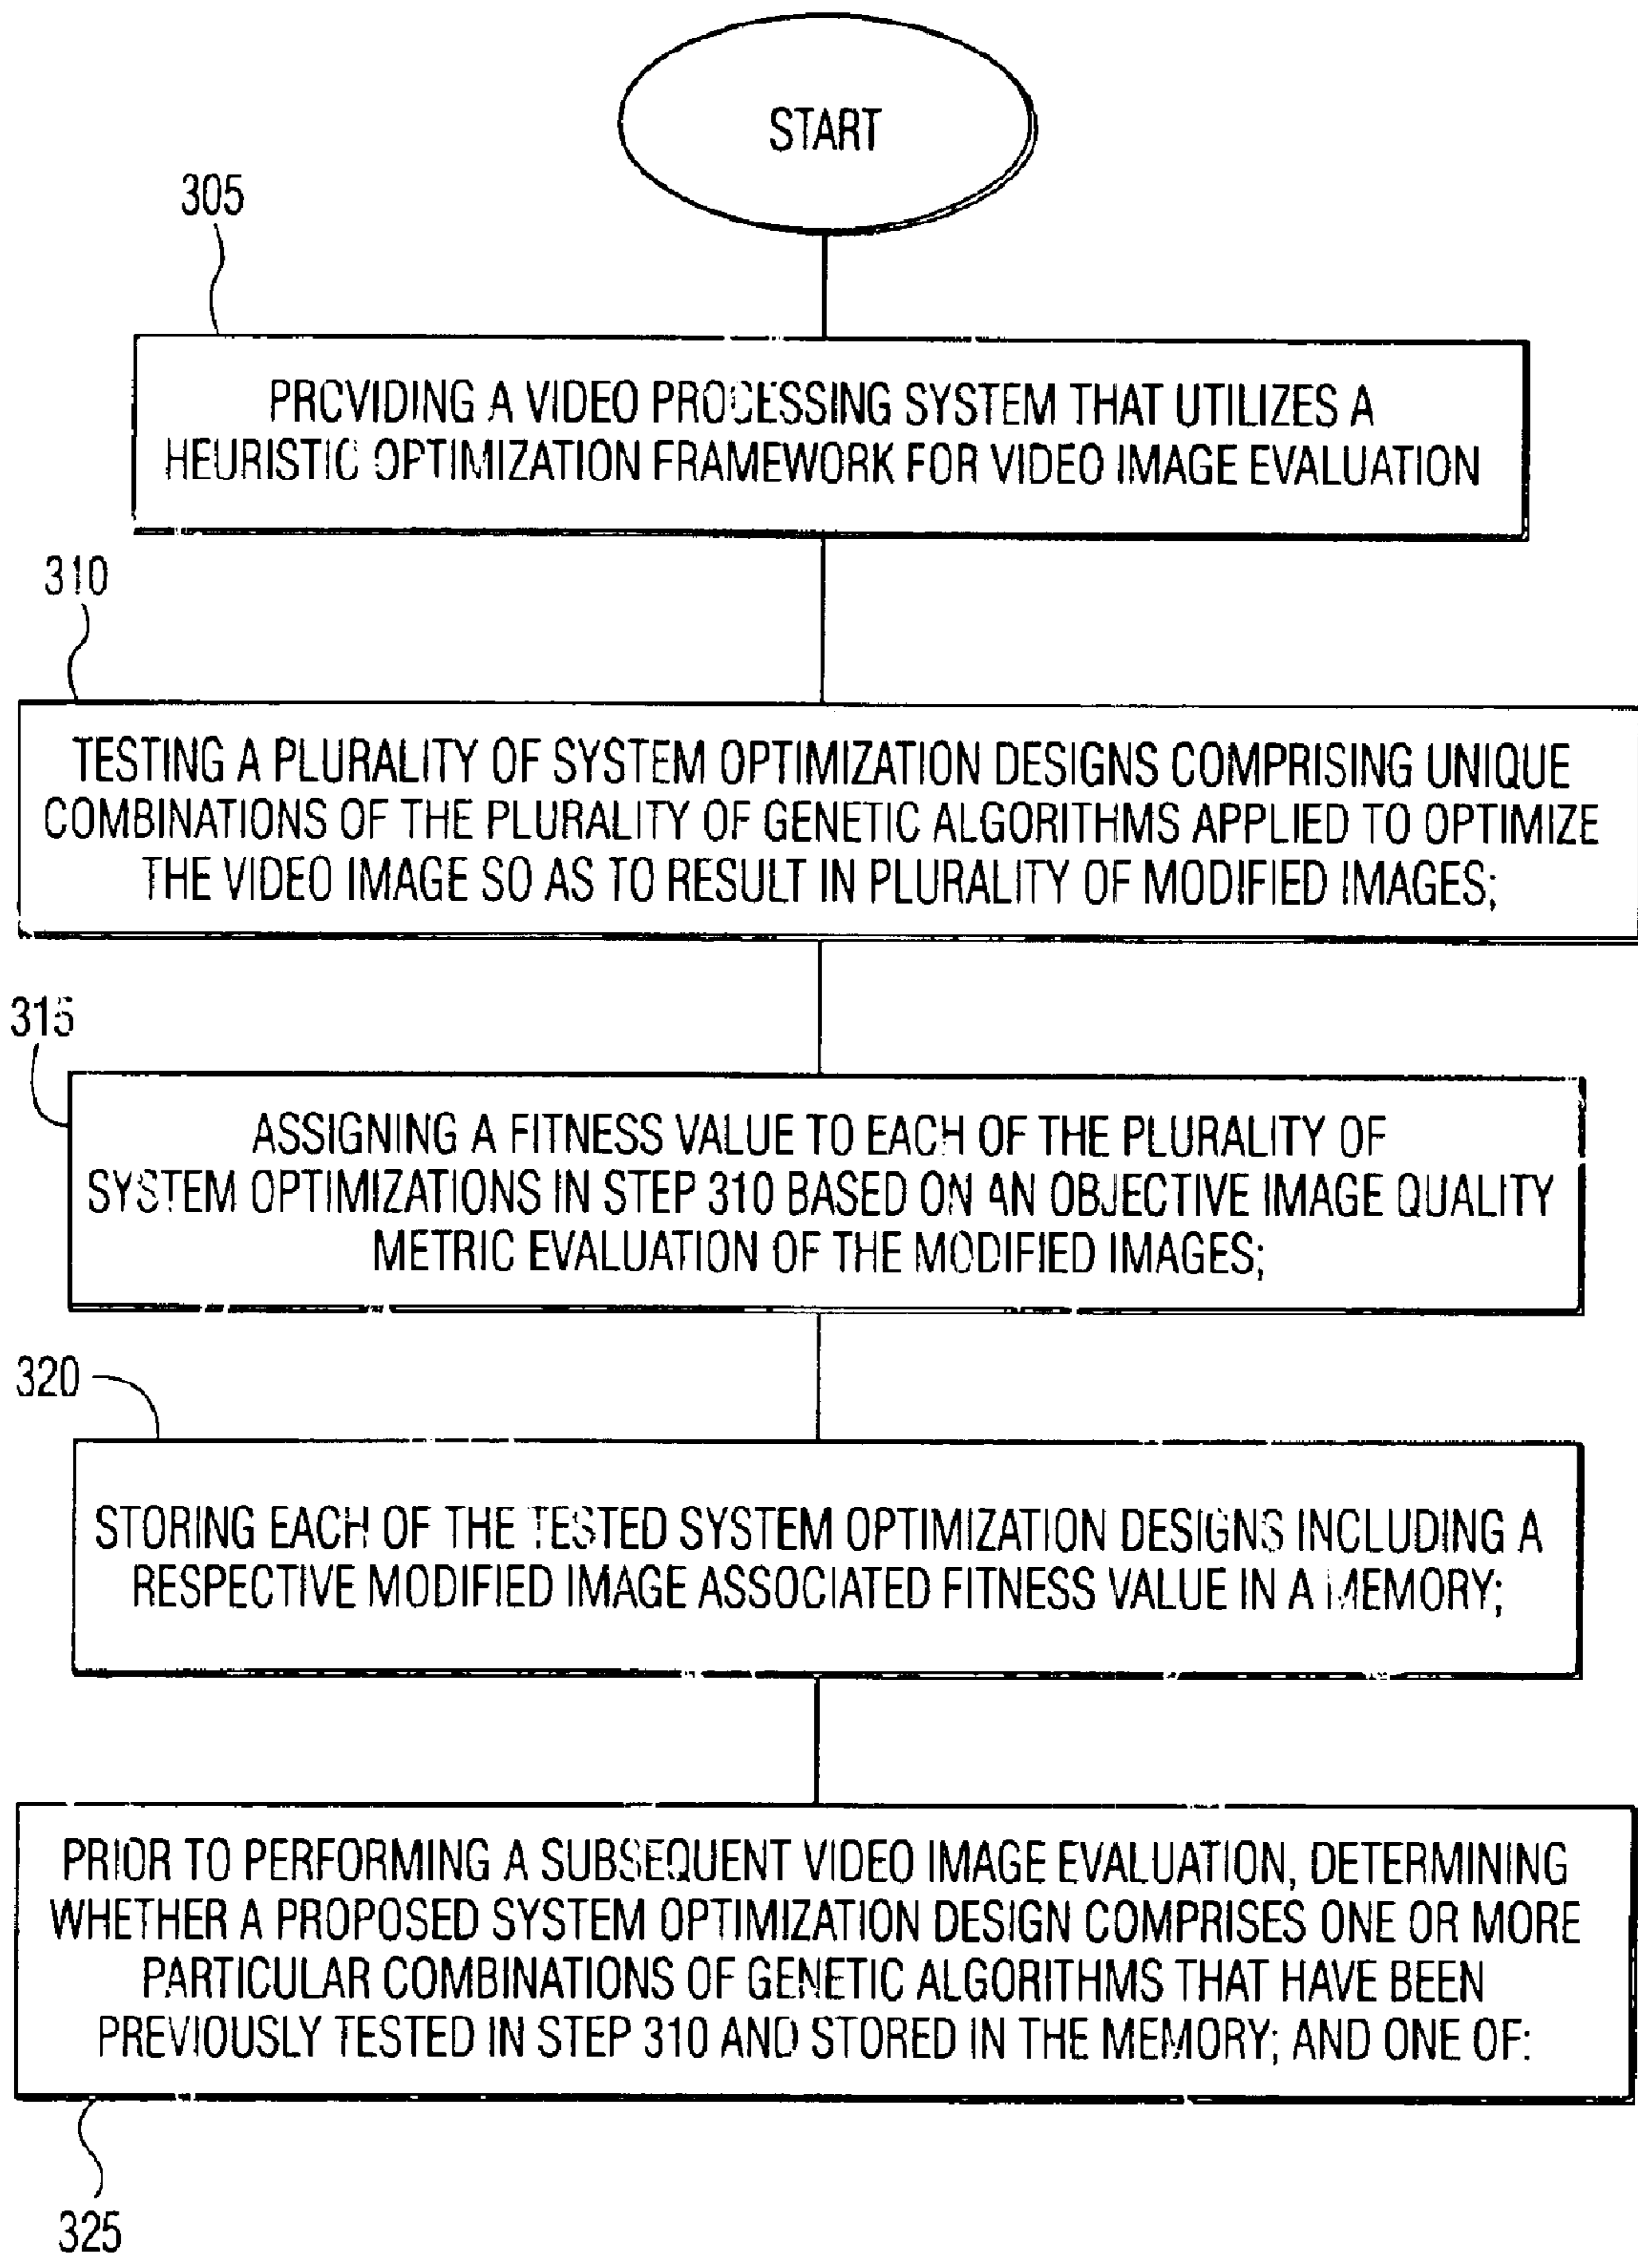 START
305
PROVIDING A VIDEO PROCESSING SYSTEM THAT UTILIZES A
HEURISTIC OPTIMIZATION FRAMEWORK FOR VIDEO IMAGE EVALUATION
310
TESTING A PLURALITY OF SYSTEM OPTIMIZATION DESIGNS COMPRISING UNIQUE
COMBINATIONS OF THE PLURALITY OF GENETIC ALGORITHMS APPLIED TO OPTIMIZE
THE VIDEO IMAGE SO AS TO RESULT IN PLURALITY OF MODIFIED IMAGES;
315
ASSIGNING A FITNESS VALUE TO EACH OF THE PLURALITY OF
SYSTEM OPTIMIZATIONS IN STEP 310 BASED ON AN OBJECTIVE IMAGE QUALITY
METRIC EVALUATION OF THE MODIFIED IMAGES;
320
STORING EACH OF THE TESTED SYSTEM OPTIMIZATION DESIGNS INCLUDING A
RESPECTIVE MODIFIED IMAGE ASSOCIATED FITNESS VALUE IN A MEMORY;
PRIOR TO PERFORMING A SUBSEQUENT VIDEO IMAGE EVALUATION, DETERMINING
WHETHER A PROPOSED SYSTEM OPTIMIZATION DESIGN COMPRISES ONE OR MORE
PARTICULAR COMBINATIONS OF GENETIC ALGORITHMS THAT HAVE BEEN
PREVIOUSLY TESTED IN STEP 310 AND STORED IN THE MEMORY; AND ONE OF:
325